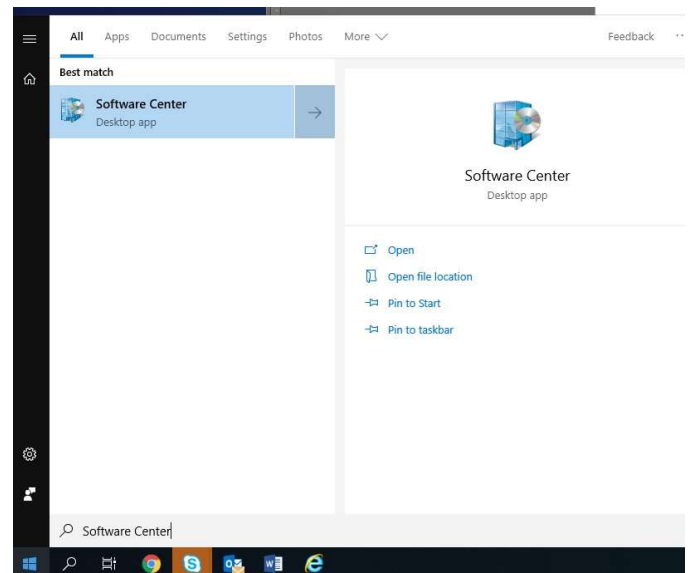 All Apps Documents Settings Photos More Feedback ...
Best match
Software Center
Desktop app
Software Center
Desktop app
Open
Open file location
Pin to Start
Pin to taskbar
Software Center